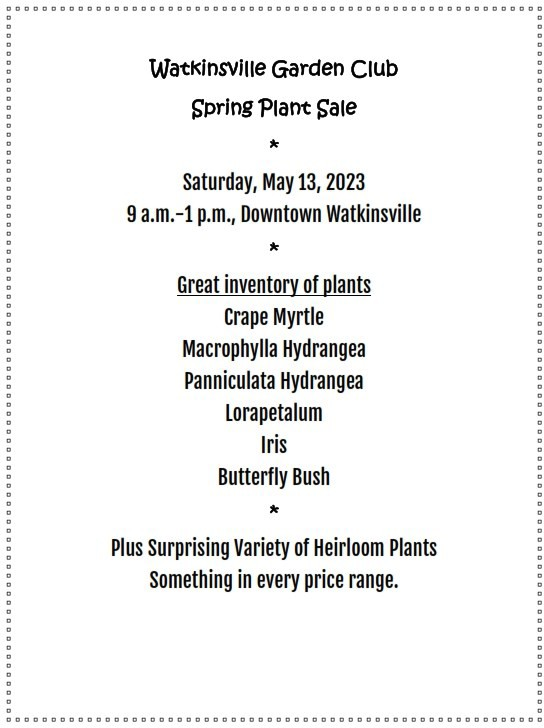 Watkinsville Garden Club
Spring Plant Sale
*
Saturday, May 13, 2023
9 a.m.-1 p.m., Downtown Watkinsville
*
Great inventory of plants
Crape Myrtle
Macrophylla Hydrangea
Panniculata Hydrangea
Lorapetalum
Iris
Butterfly Bush
*
Plus Surprising Variety of Heirloom Plants
Something in every price range.